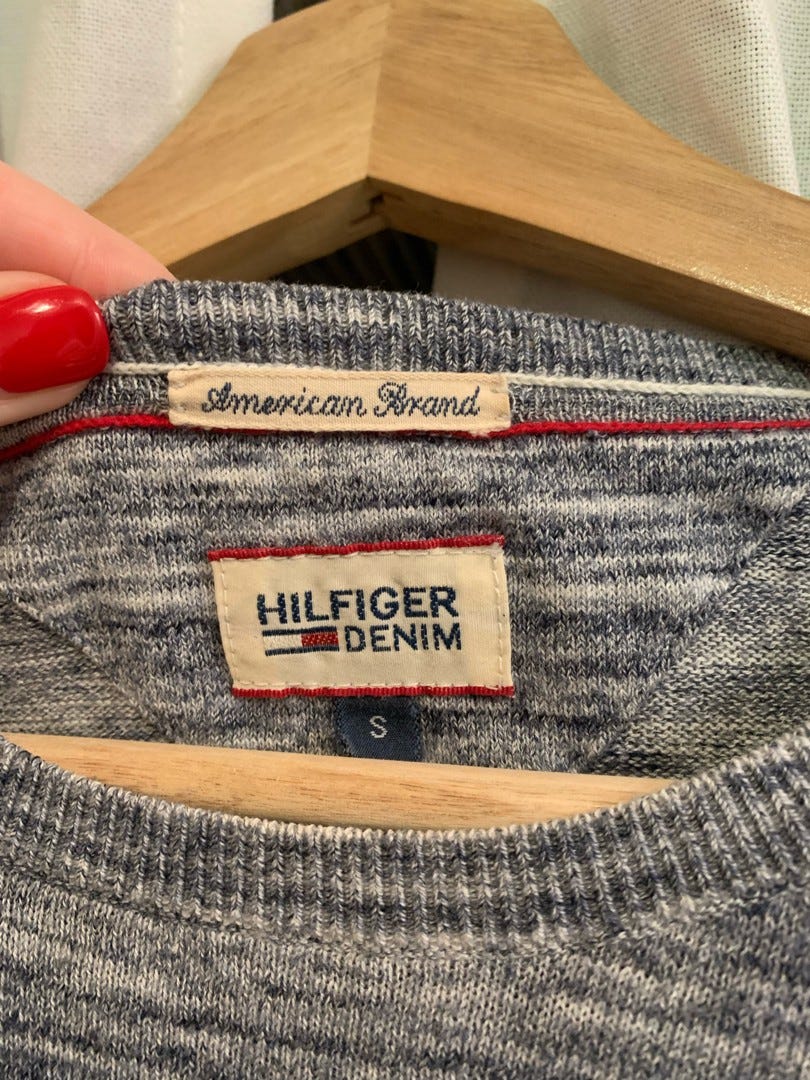 American Brand
HILFIGER
DENIM
S